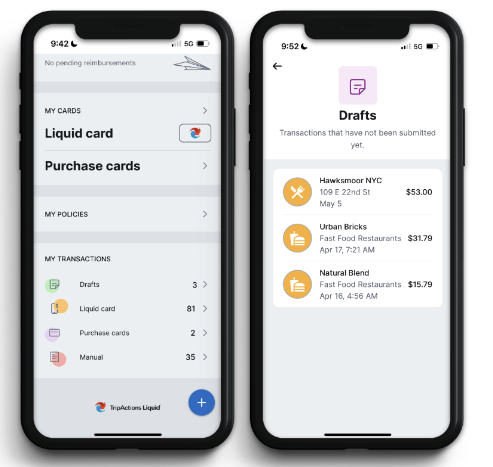 9:42
5G
No pending reimbursements
MY CARDS
Liquid card
Purchase cards
MY POLICIES
MY TRANSACTIONS
Drafts 3
Liquid card 81
Purchase cards 2
Manual 35
TripActions Liquid
+
9:52
5G
Drafts
Transactions that have not been submitted
yet.
Hawksmoor NYC
109 E 22nd St $53.00
May 5
Urban Bricks
Fast Food Restaurants $31.79
Apr 17, 7:21 AM
Natural Blend
Fast Food Restaurants $15.79
Apr 16, 4:56 AM